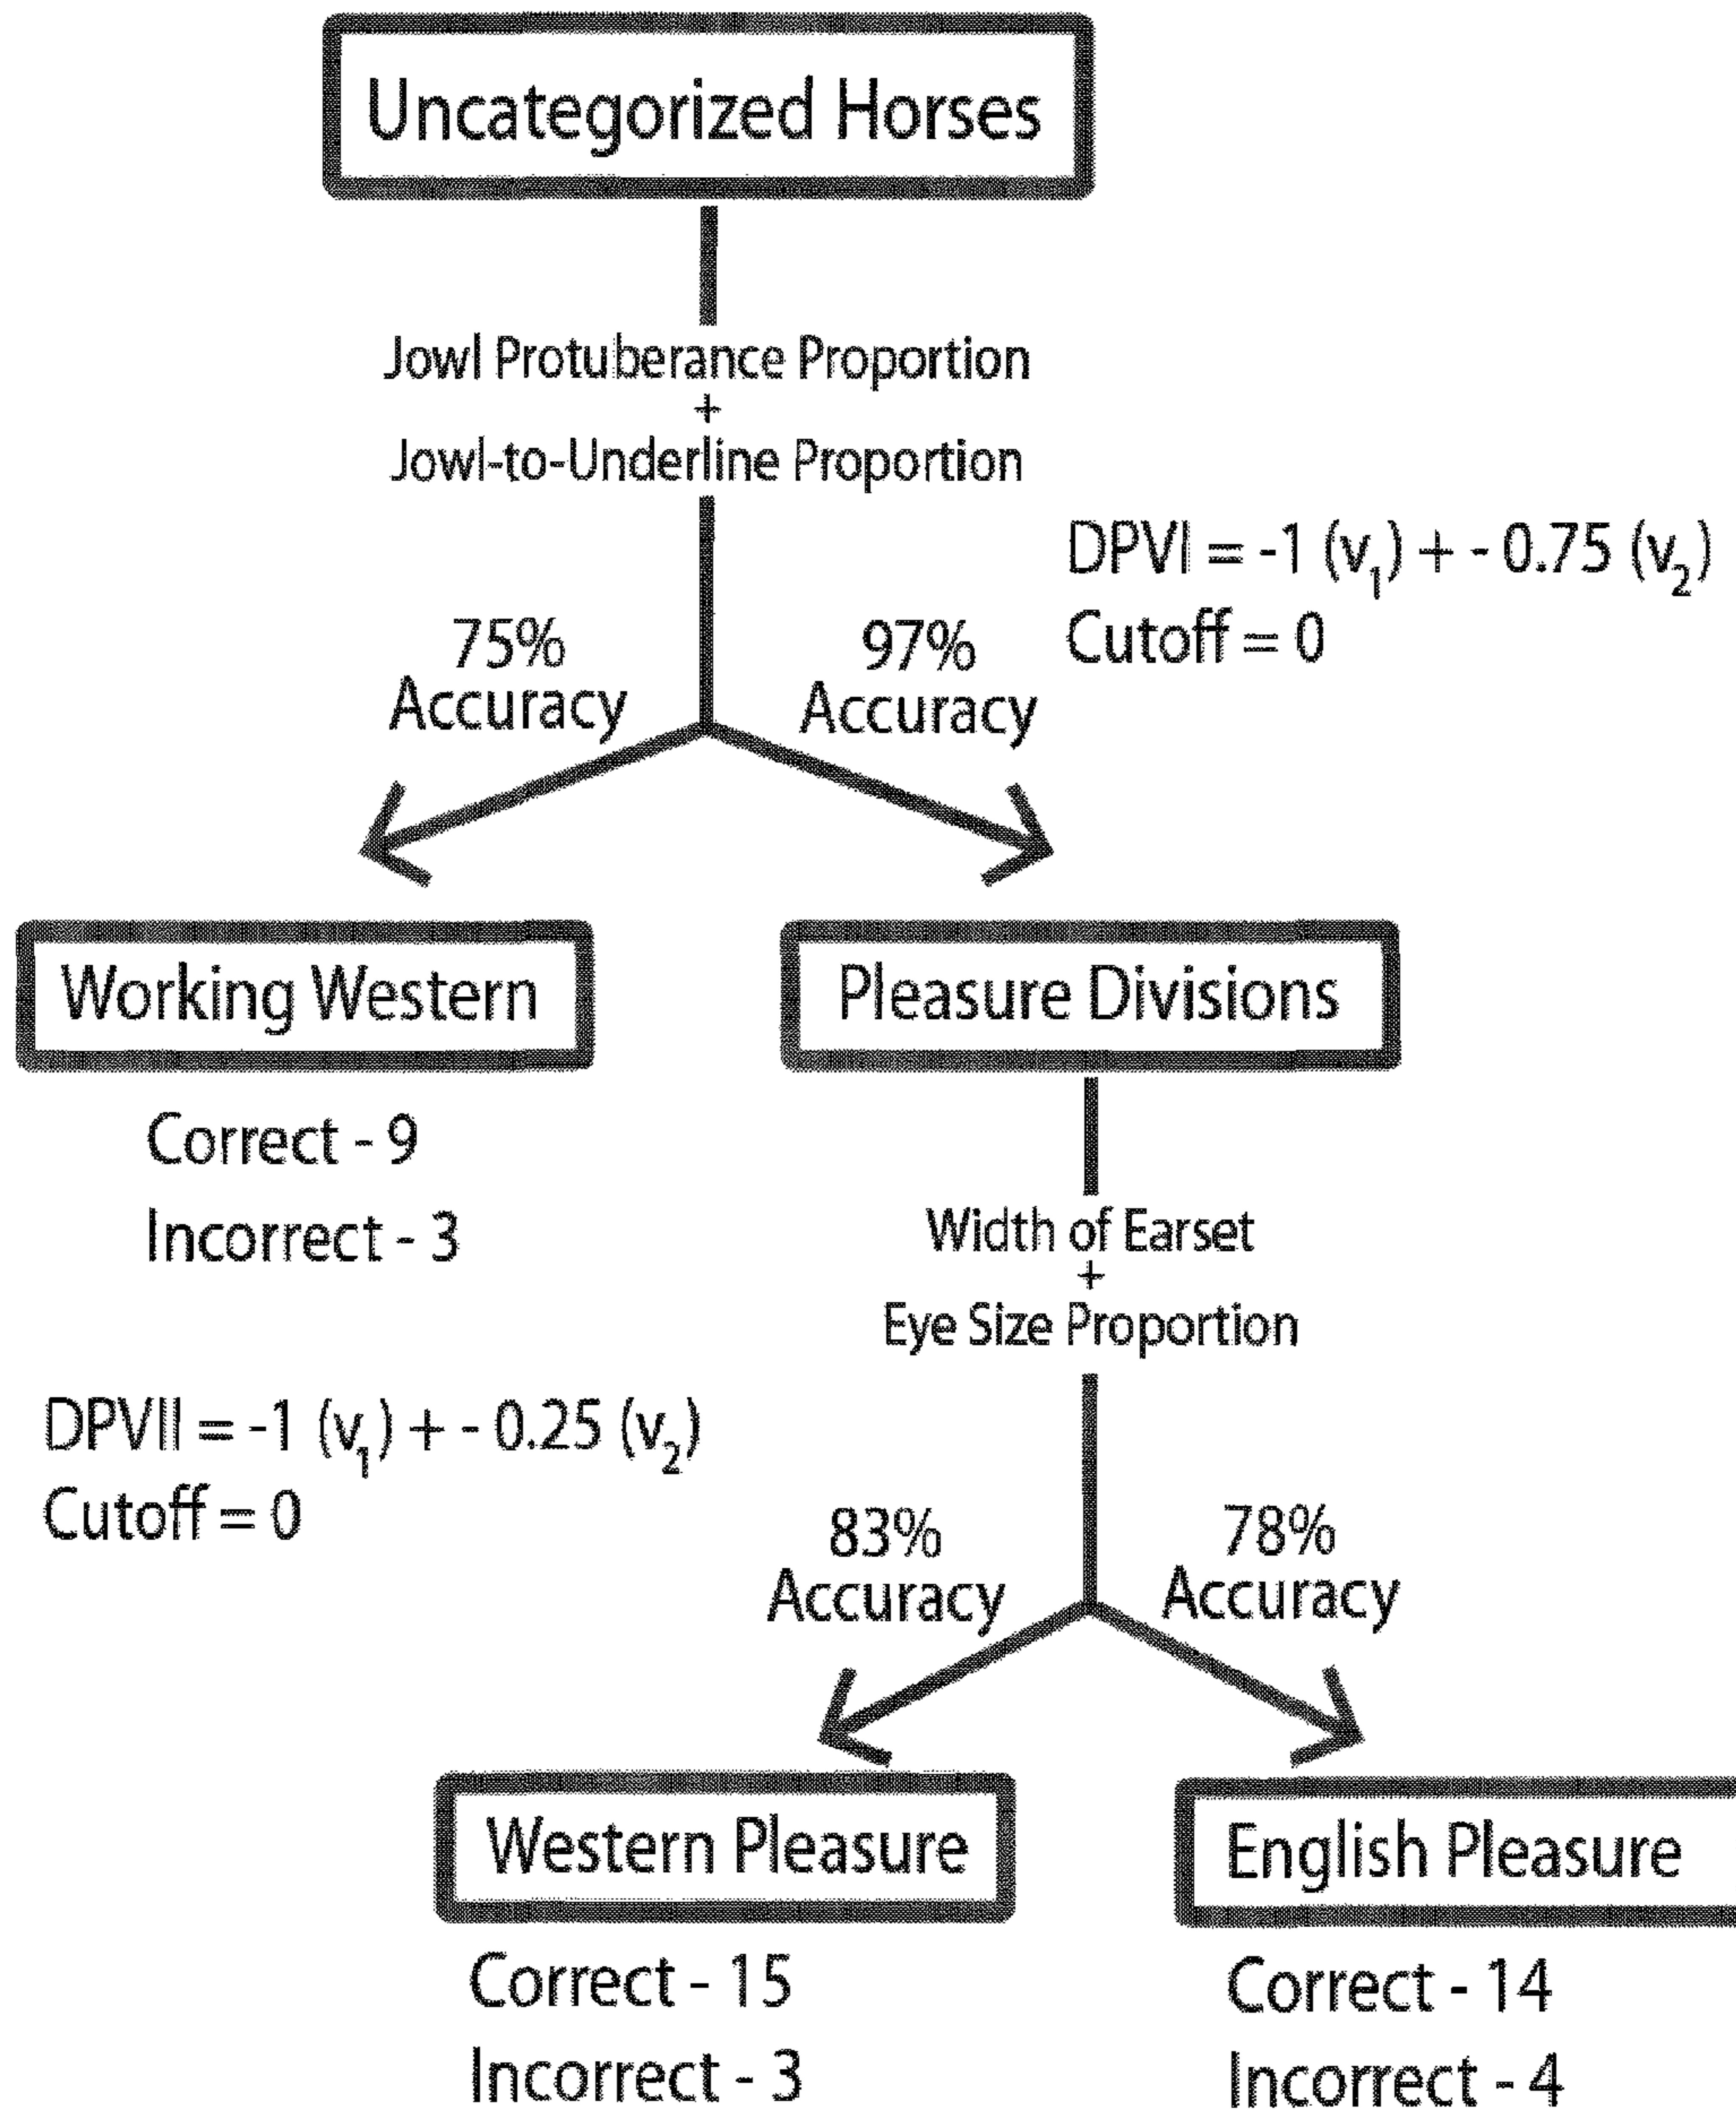 Uncategorized Horses
Jowl Protuberance Proportion
+
Jowl-to-Underline Proportion
DPVI = -1 (v₁) + - 0.75 (v₂)
Cutoff = 0
75%
Accuracy
97%
Accuracy
Working Western
Correct - 9
Incorrect - 3
Pleasure Divisions
Width of Earset
+
Eye Size Proportion
DPVII = -1 (v₁) + - 0.25 (v₂)
Cutoff = 0
83%
Accuracy
78%
Accuracy
Western Pleasure
Correct - 15
Incorrect - 3
English Pleasure
Correct - 14
Incorrect - 4